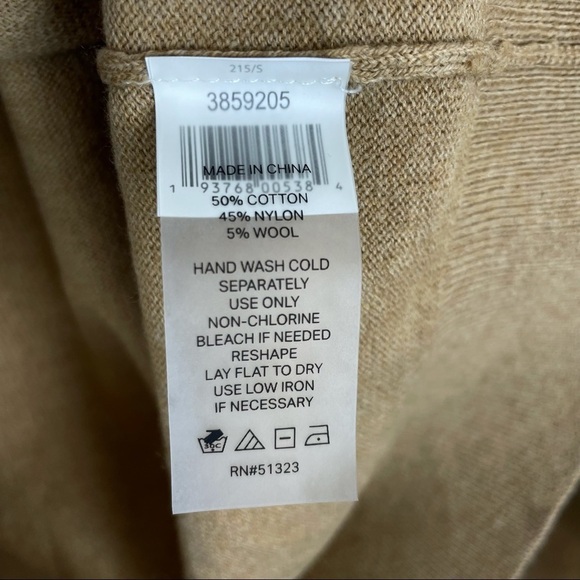 21S/S
3859205
MADE IN CHINA
1 93768 00538 4
50% COTTON
45% NYLON
5% WOOL
HAND WASH COLD
SEPARATELY
USE ONLY
NON-CHLORINE
BLEACH IF NEEDED
RESHAPE
LAY FLAT TO DRY
USE LOW IRON
IF NECESSARY
30C
RN#51323